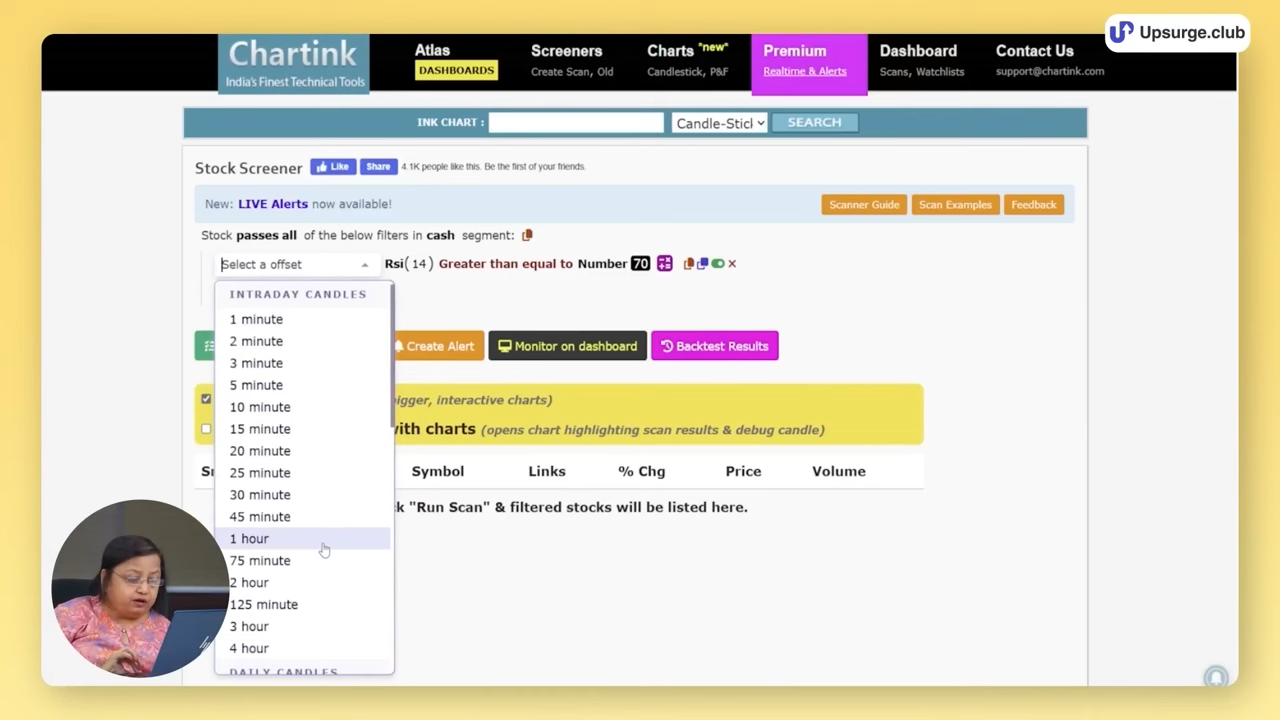 Upsurge.club
Chartink
India's Finest Technical Tools
Atlas
DASHBOARDS
Screeners
Create Scan, Old
Charts "new"
Candlestick, P&F
Premium
Realtime & Alerts
Dashboard
Scans, Watchlists
Contact Us
support@chartink.com
INK CHART :
Candle-Stick
SEARCH
Stock Screener
Like
Share
4.1K people like this. Be the first of your friends.
New: LIVE Alerts now available!
Scanner Guide
Scan Examples
Feedback
Stock passes all of the below filters in cash segment:
Select a offset
Rsi(14) Greater than equal to Number 70
INTRADAY CANDLES
1 minute
2 minute
3 minute
5 minute
10 minute
15 minute
20 minute
25 minute
30 minute
45 minute
1 hour
75 minute
2 hour
125 minute
3 hour
4 hour
DAILY CANDLES
Create Alert
Monitor on dashboard
Backtest Results
igger, interactive charts)
with charts (opens chart highlighting scan results & debug candle)
Symbol
Links
% Chg
Price
Volume
"Run Scan" & filtered stocks will be listed here.